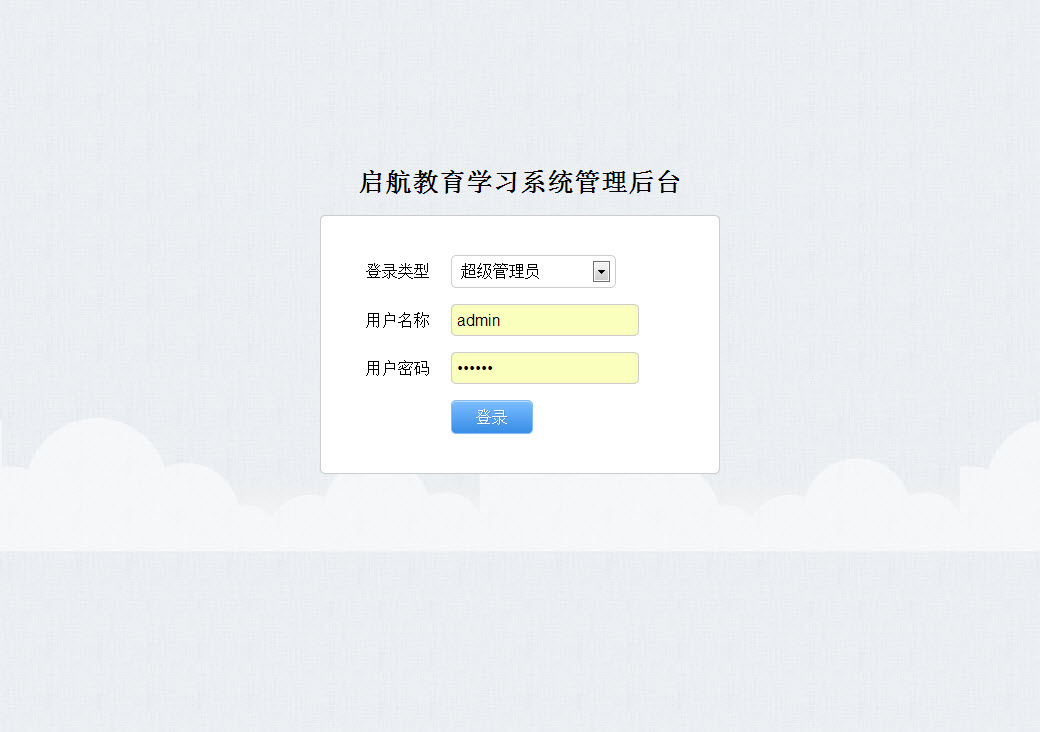 启航教育学习系统管理后台
登录类型 超级管理员
用户名称 admin
用户密码 ••••••
登录